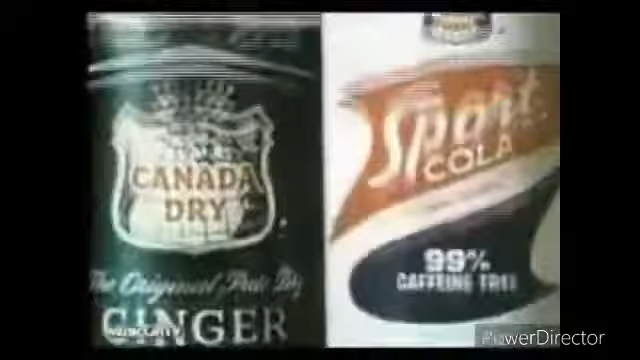 CANADA
DRY
The Original Pale Dry
GINGER
Sport
COLA
99%
CAFFEINE FREE
PowerDirector